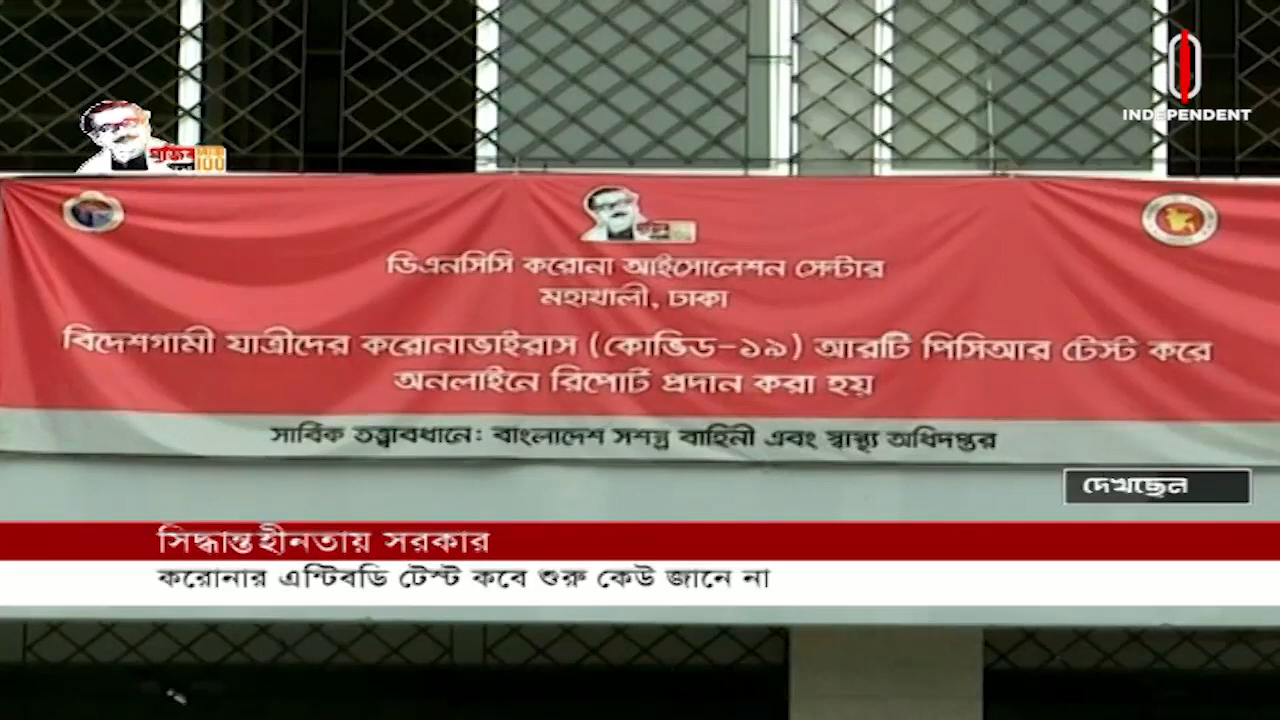 INDEPENDENT
100
ডিএনসিসি করোনা আইসোলেশন সেন্টার
মহাখালী, ঢাকা
বিদেশগামী যাত্রীদের করোনাভাইরাস (কোভিড-১৯) আরটি পিসিআর টেস্ট করে
অনলাইনে রিপোর্ট প্রদান করা হয়
সার্বিক তত্ত্বাবধানে: বাংলাদেশ সশস্ত্র বাহিনী এবং স্বাস্থ্য অধিদপ্তর
দেখছেন
সিদ্ধান্তহীনতায় সরকার
করোনার এন্টিবডি টেস্ট কবে শুরু কেউ জানে না